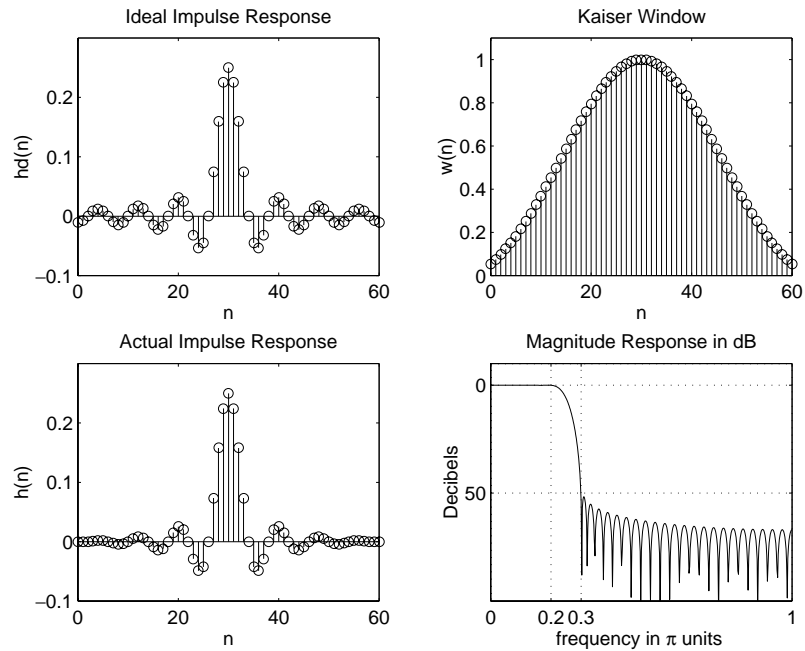 Ideal Impulse Response
hd(n)
0.2
0.1
0
−0.1
0
20
40
60
n
Kaiser Window
w(n)
1
0.8
0.6
0.4
0.2
0
0
20
40
60
n
Actual Impulse Response
h(n)
0.2
0.1
0
−0.1
0
20
40
60
n
Magnitude Response in dB
Decibels
0
50
0
0.2
0.3
1
frequency in π units